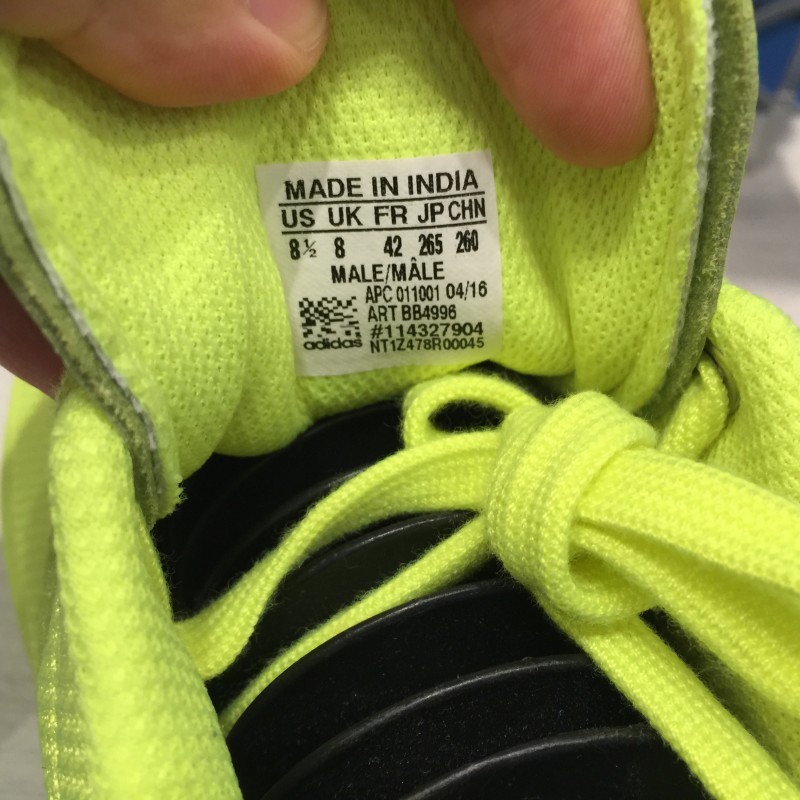 MADE IN INDIA
US UK FR JP CHN
8½ 8 42 265 260
MALE/MÂLE
APC 011001 04/16
ART BB4996
#114327904
adidas NT1Z478R00045